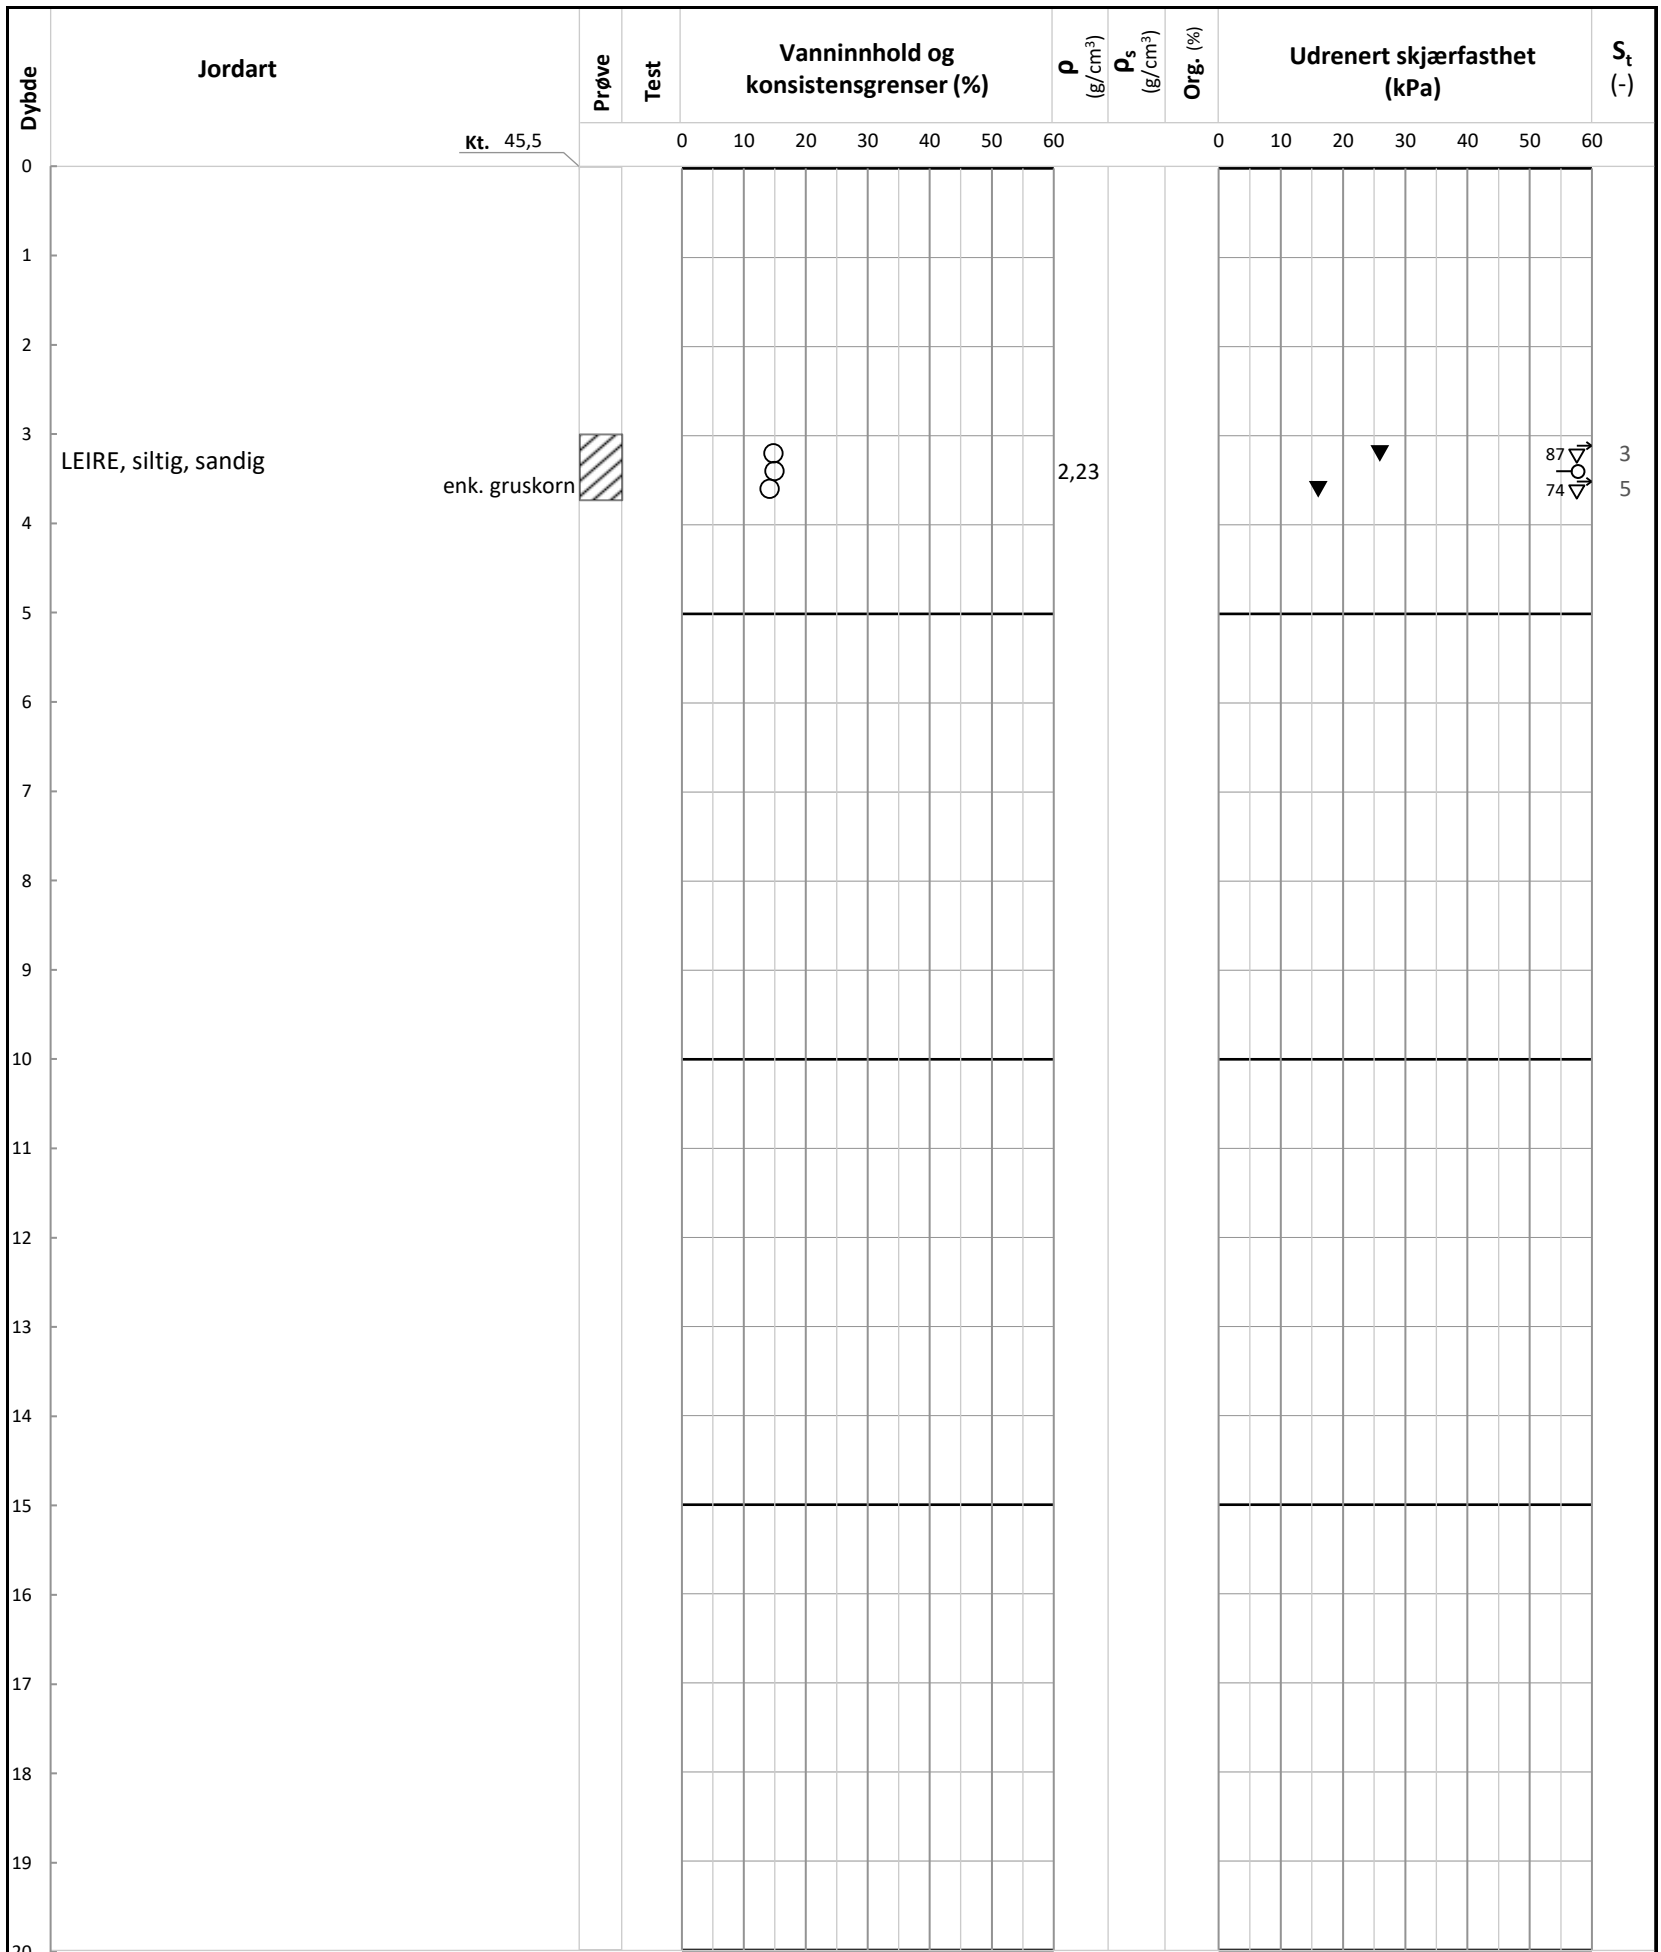 Dybde
Jordart
Prøve
Test
Vanninnhold og
konsistensgrenser (%)
ρ
(g/cm³)
ρs
(g/cm³)
Org. (%)
Udrenert skjærfasthet
(kPa)
St
(-)
Kt. 45,5
0 10 20 30 40 50 60
0 10 20 30 40 50 60
0
1
2
3
LEIRE, siltig, sandig
enk. gruskorn
2,23
87
3
74
5
4
5
6
7
8
9
10
11
12
13
14
15
16
17
18
19
20